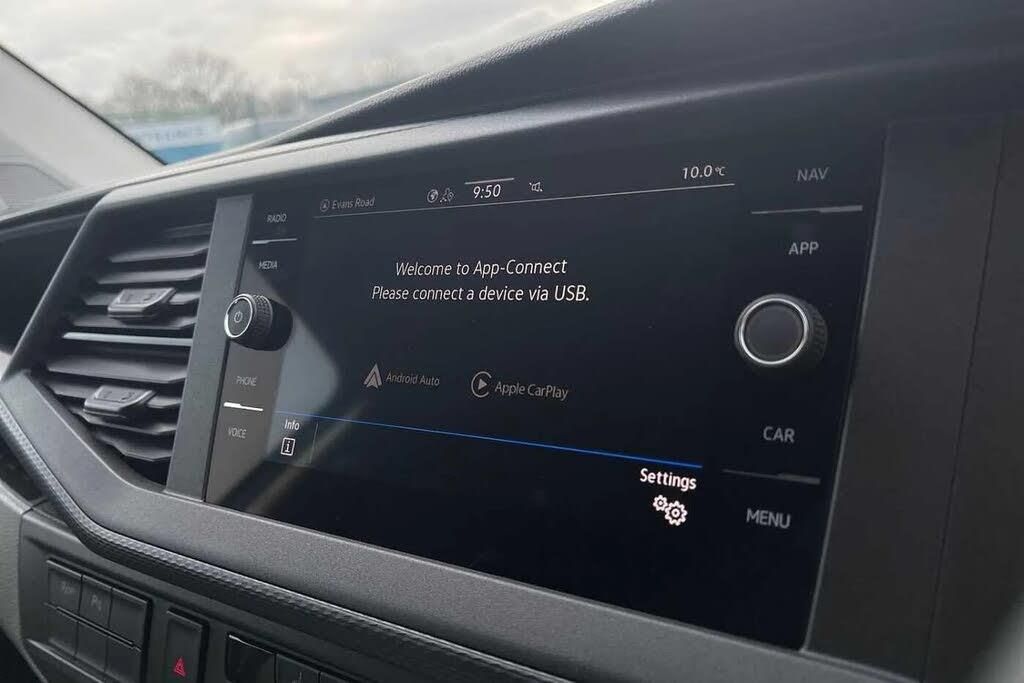 Evans Road
9:50
10.0°C
RADIO
MEDIA
PHONE
VOICE
Welcome to App-Connect
Please connect a device via USB.
Android Auto
Apple CarPlay
Info
i
Settings
NAV
APP
CAR
MENU